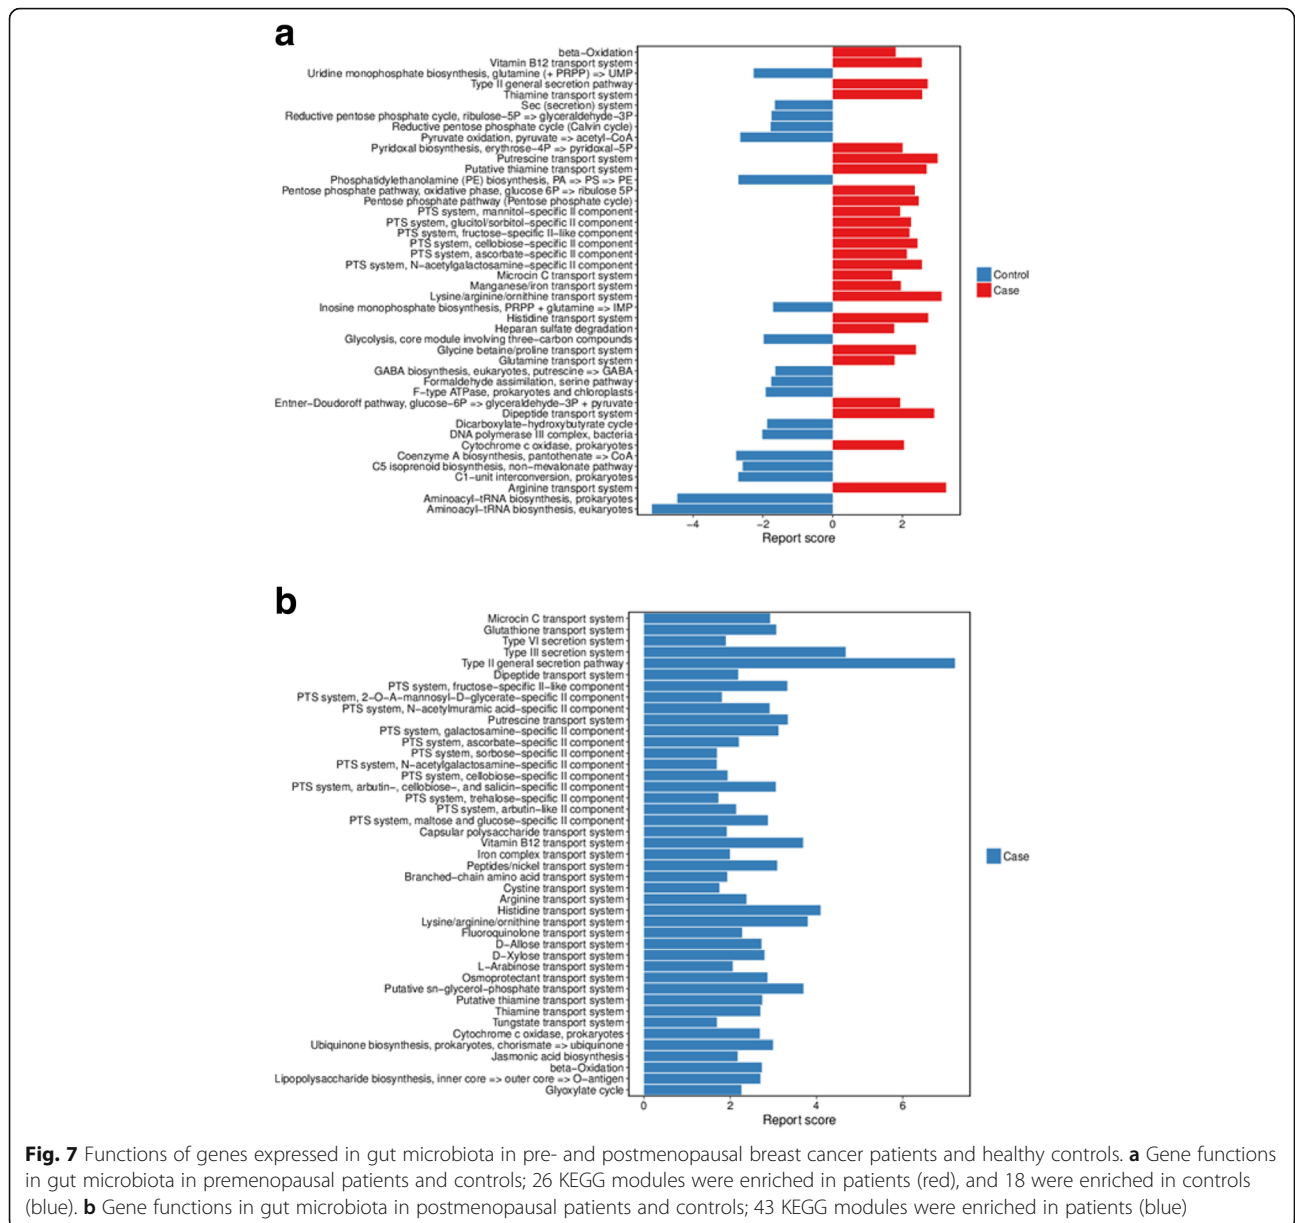 a
beta−Oxidation
Vitamin B12 transport system
Uridine monophosphate biosynthesis, glutamine (+ PRPP) => UMP
Type II general secretion pathway
Thiamine transport system
Sec (secretion) system
Reductive pentose phosphate cycle, ribulose−5P => glyceraldehyde−3P
Reductive pentose phosphate cycle (Calvin cycle)
Pyruvate oxidation, pyruvate => acetyl−CoA
Pyridoxal biosynthesis, erythrose−4P => pyridoxal−5P
Putrescine transport system
Putative thiamine transport system
Phosphatidylethanolamine (PE) biosynthesis, PA => PS => PE
Pentose phosphate pathway, oxidative phase, glucose 6P => ribulose 5P
Pentose phosphate pathway (Pentose phosphate cycle)
PTS system, mannitol−specific II component
PTS system, glucitol/sorbitol−specific II component
PTS system, fructose−specific II−like component
PTS system, cellobiose−specific II component
PTS system, ascorbate−specific II component
PTS system, N−acetylgalactosamine−specific II component
Microcin C transport system
Manganese/iron transport system
Lysine/arginine/ornithine transport system
Inosine monophosphate biosynthesis, PRPP + glutamine => IMP
Histidine transport system
Heparan sulfate degradation
Glycolysis, core module involving three−carbon compounds
Glycine betaine/proline transport system
Glutamine transport system
GABA biosynthesis, eukaryotes, putrescine => GABA
Formaldehyde assimilation, serine pathway
F−type ATPase, prokaryotes and chloroplasts
Entner−Doudoroff pathway, glucose−6P => glyceraldehyde−3P + pyruvate
Dipeptide transport system
Dicarboxylate−hydroxybutyrate cycle
DNA polymerase III complex, bacteria
Cytochrome c oxidase, prokaryotes
Coenzyme A biosynthesis, pantothenate => CoA
C5 isoprenoid biosynthesis, non−mevalonate pathway
C1−unit interconversion, prokaryotes
Arginine transport system
Aminoacyl−tRNA biosynthesis, prokaryotes
Aminoacyl−tRNA biosynthesis, eukaryotes
−4 −2 0 2
Report score
Control
Case
b
Microcin C transport system
Glutathione transport system
Type VI secretion system
Type III secretion system
Type II general secretion pathway
Dipeptide transport system
PTS system, fructose−specific II−like component
PTS system, 2−O−A−mannosyl−D−glycerate−specific II component
PTS system, N−acetylmuramic acid−specific II component
Putrescine transport system
PTS system, galactosamine−specific II component
PTS system, ascorbate−specific II component
PTS system, sorbose−specific II component
PTS system, N−acetylgalactosamine−specific II component
PTS system, cellobiose−specific II component
PTS system, arbutin−, cellobiose−, and salicin−specific II component
PTS system, trehalose−specific II component
PTS system, arbutin−like II component
PTS system, maltose and glucose−specific II component
Capsular polysaccharide transport system
Vitamin B12 transport system
Iron complex transport system
Peptides/nickel transport system
Branched−chain amino acid transport system
Cystine transport system
Arginine transport system
Histidine transport system
Lysine/arginine/ornithine transport system
Fluoroquinolone transport system
D−Allose transport system
D−Xylose transport system
L−Arabinose transport system
Osmoprotectant transport system
Putative sn−glycerol−phosphate transport system
Putative thiamine transport system
Thiamine transport system
Tungstate transport system
Cytochrome c oxidase, prokaryotes
Ubiquinone biosynthesis, prokaryotes, chorismate => ubiquinone
Jasmonic acid biosynthesis
beta−Oxidation
Lipopolysaccharide biosynthesis, inner core => outer core => O−antigen
Glyoxylate cycle
0 2 4 6
Report score
Case
Fig. 7 Functions of genes expressed in gut microbiota in pre- and postmenopausal breast cancer patients and healthy controls. a Gene functions
in gut microbiota in premenopausal patients and controls; 26 KEGG modules were enriched in patients (red), and 18 were enriched in controls
(blue). b Gene functions in gut microbiota in postmenopausal patients and controls; 43 KEGG modules were enriched in patients (blue)